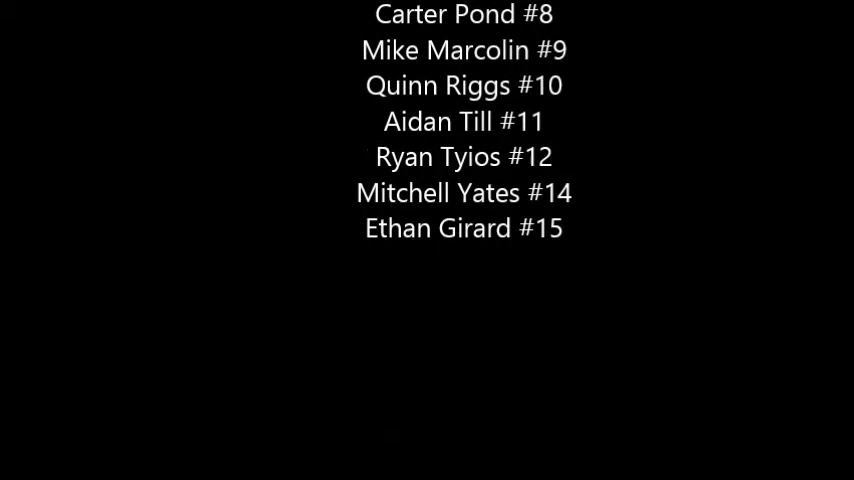 Carter Pond #8
Mike Marcolin #9
Quinn Riggs #10
Aidan Till #11
Ryan Tyios #12
Mitchell Yates #14
Ethan Girard #15